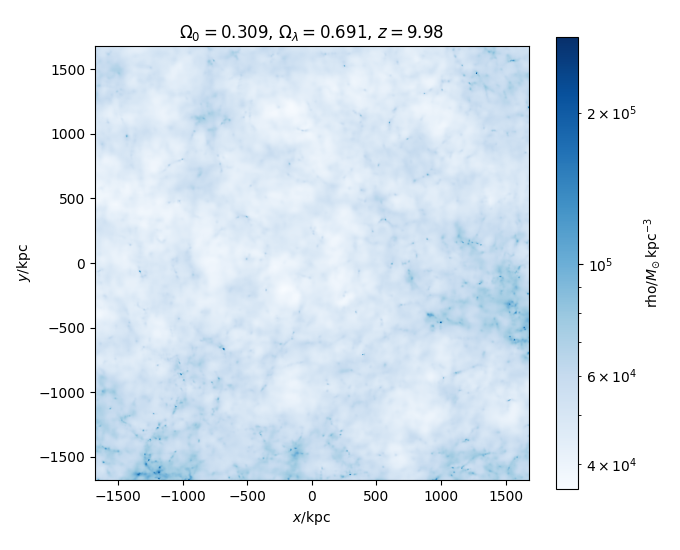 Ω₀ = 0.309, Ω_λ = 0.691, z = 9.98
1500
1000
500
0
−500
−1000
−1500
y/kpc
−1500 −1000 −500 0 500 1000 1500
x/kpc
2 × 10⁵
10⁵
6 × 10⁴
4 × 10⁴
rho/M_⊙ kpc⁻³